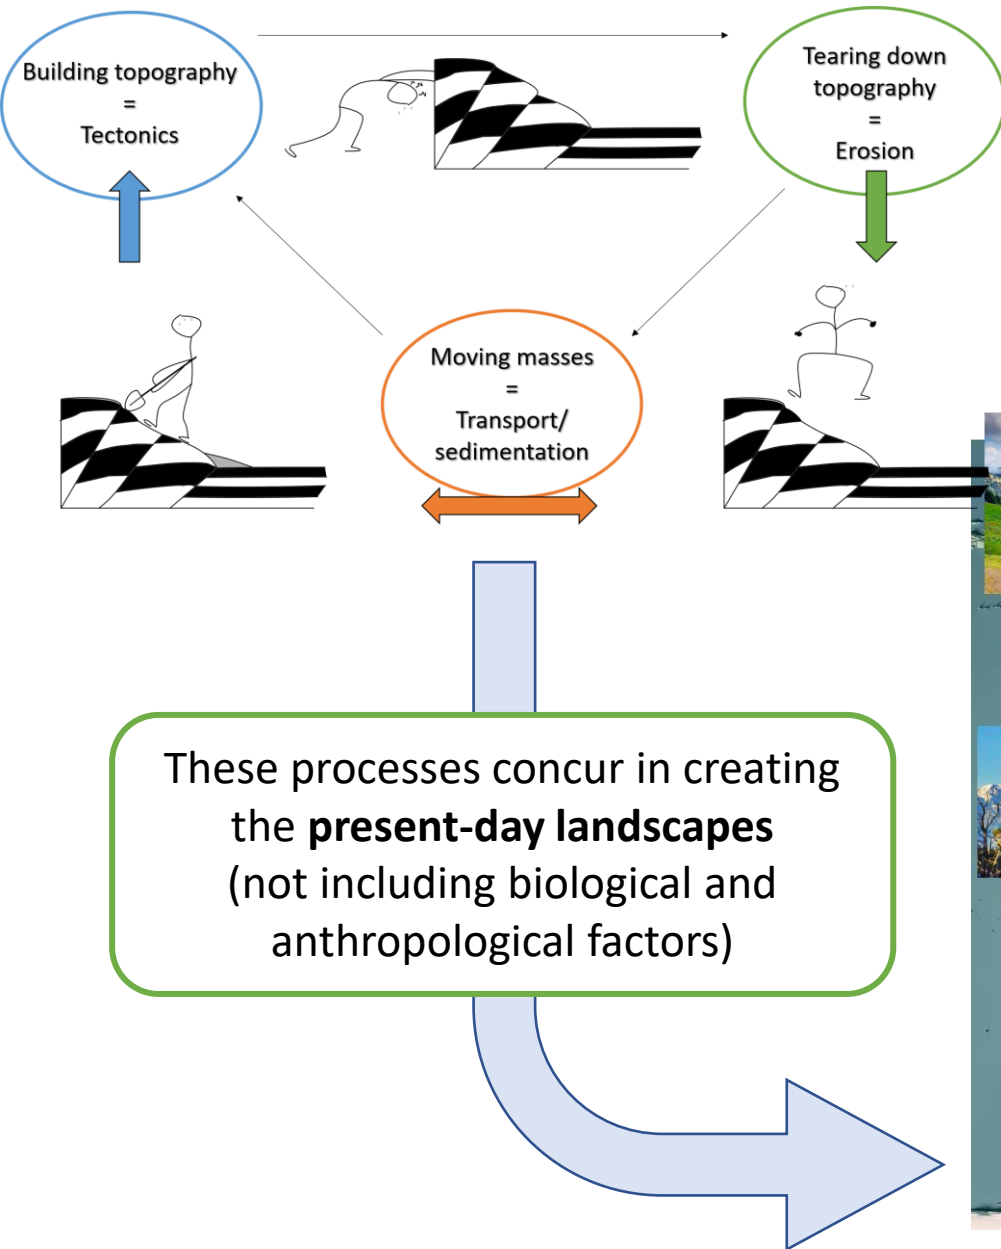 Building topography
=
Tectonics
Tearing down
topography
=
Erosion
Moving masses
=
Transport/
sedimentation
These processes concur in creating
the present-day landscapes
(not including biological and
anthropological factors)